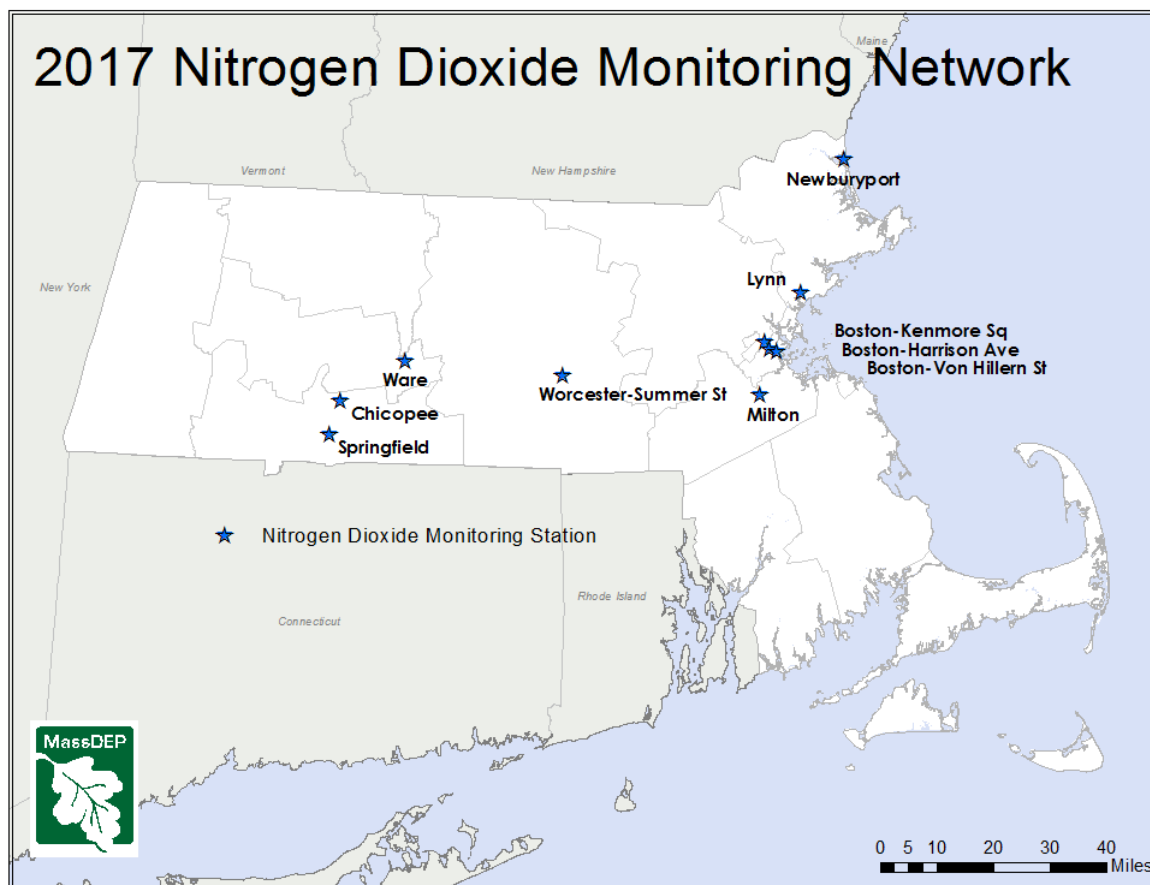 2017 Nitrogen Dioxide Monitoring Network
Maine
Vermont
New Hampshire
Newburyport
New York
Lynn
Boston-Kenmore Sq
Boston-Harrison Ave
Boston-Von Hillern St
Ware
Worcester-Summer St
Milton
Chicopee
Springfield
Nitrogen Dioxide Monitoring Station
Rhode Island
Connecticut
MassDEP
0 5 10 20 30 40
Miles